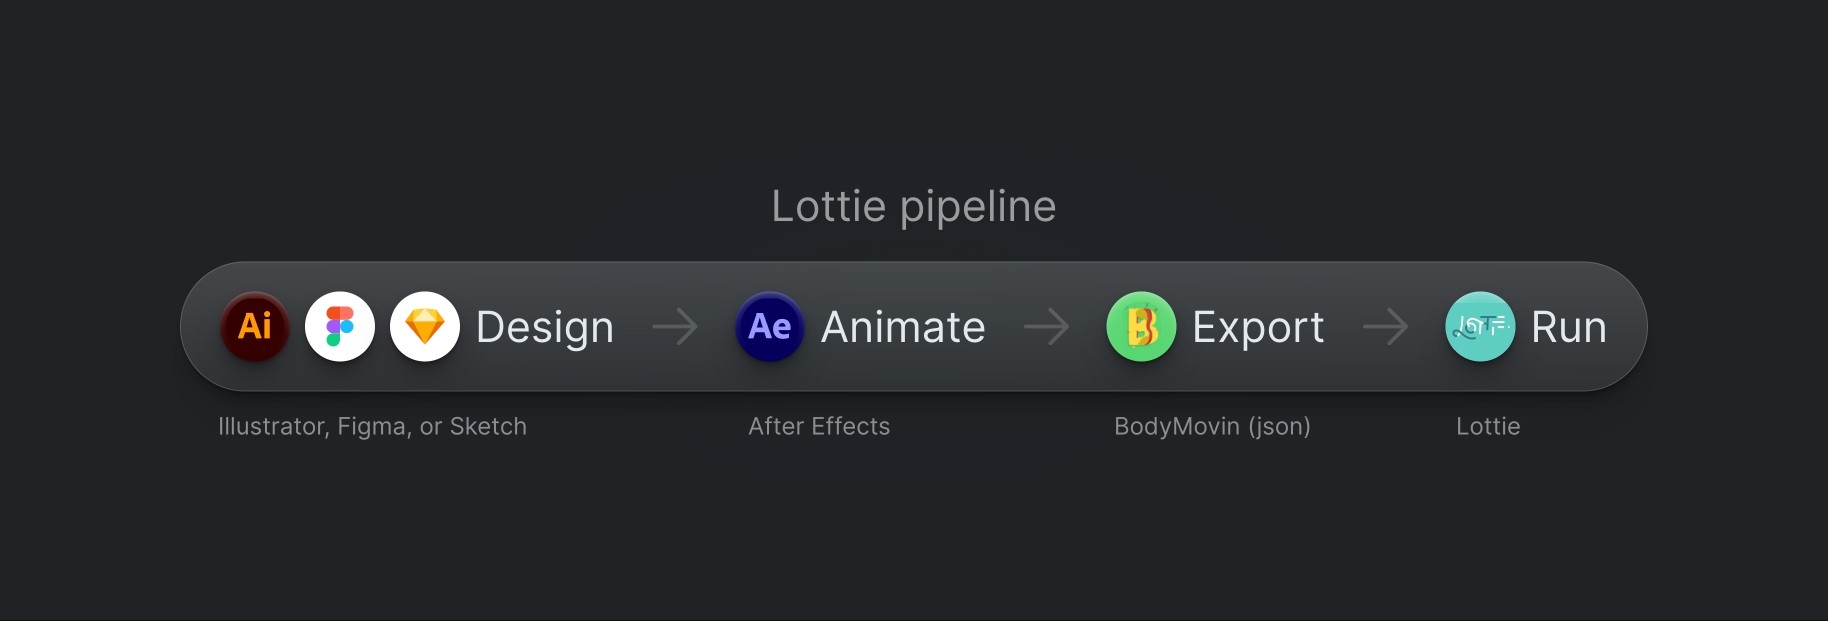 Lottie pipeline
Ai Design → Ae Animate → B Export → Run
Illustrator, Figma, or Sketch After Effects BodyMovin (json) Lottie